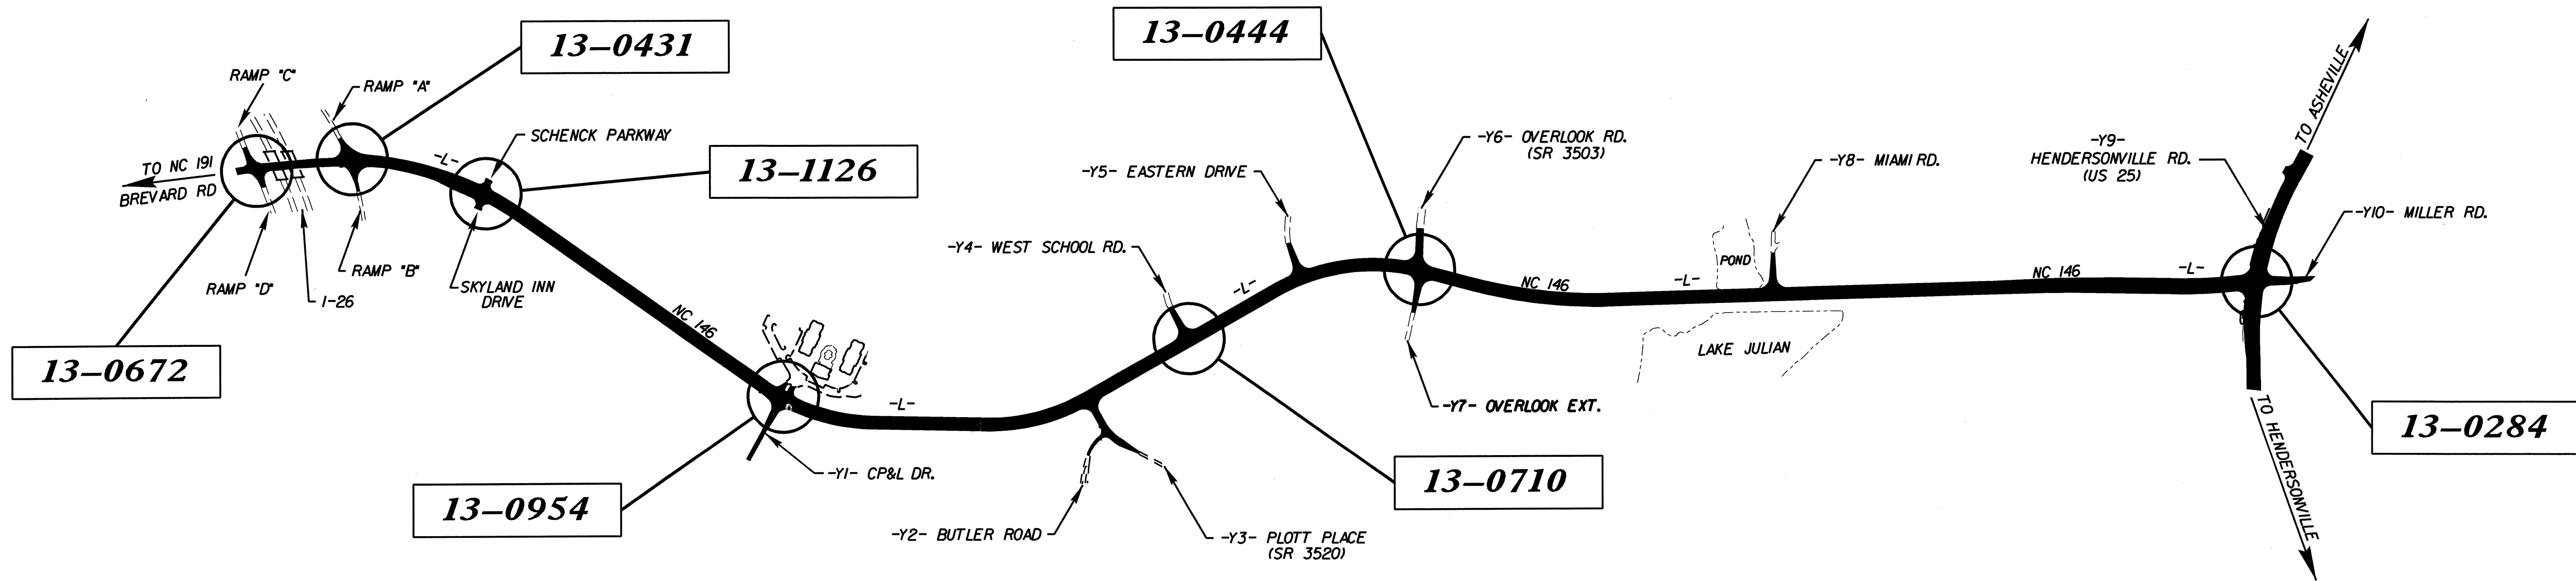 13-0431
13-0444
RAMP "C"
RAMP "A"
SCHENCK PARKWAY
-L-
TO NC 191
BREVARD RD
13-1126
RAMP "D"
1-26
RAMP "B"
SKYLAND INN
DRIVE
13-0672
NC 146
13-0954
-Y1- CP&L DR.
-L-
-Y2- BUTLER ROAD
-Y3- PLOTT PLACE
(SR 3520)
-Y4- WEST SCHOOL RD.
-Y5- EASTERN DRIVE
-L-
13-0710
-Y6- OVERLOOK RD.
(SR 3503)
-Y7- OVERLOOK EXT.
NC 146
-L-
POND
-Y8- MIAMI RD.
LAKE JULIAN
NC 146
-L-
-Y9-
HENDERSONVILLE RD.
(US 25)
TO ASHEVILLE
-Y10- MILLER RD.
13-0284
TO HENDERSONVILLE